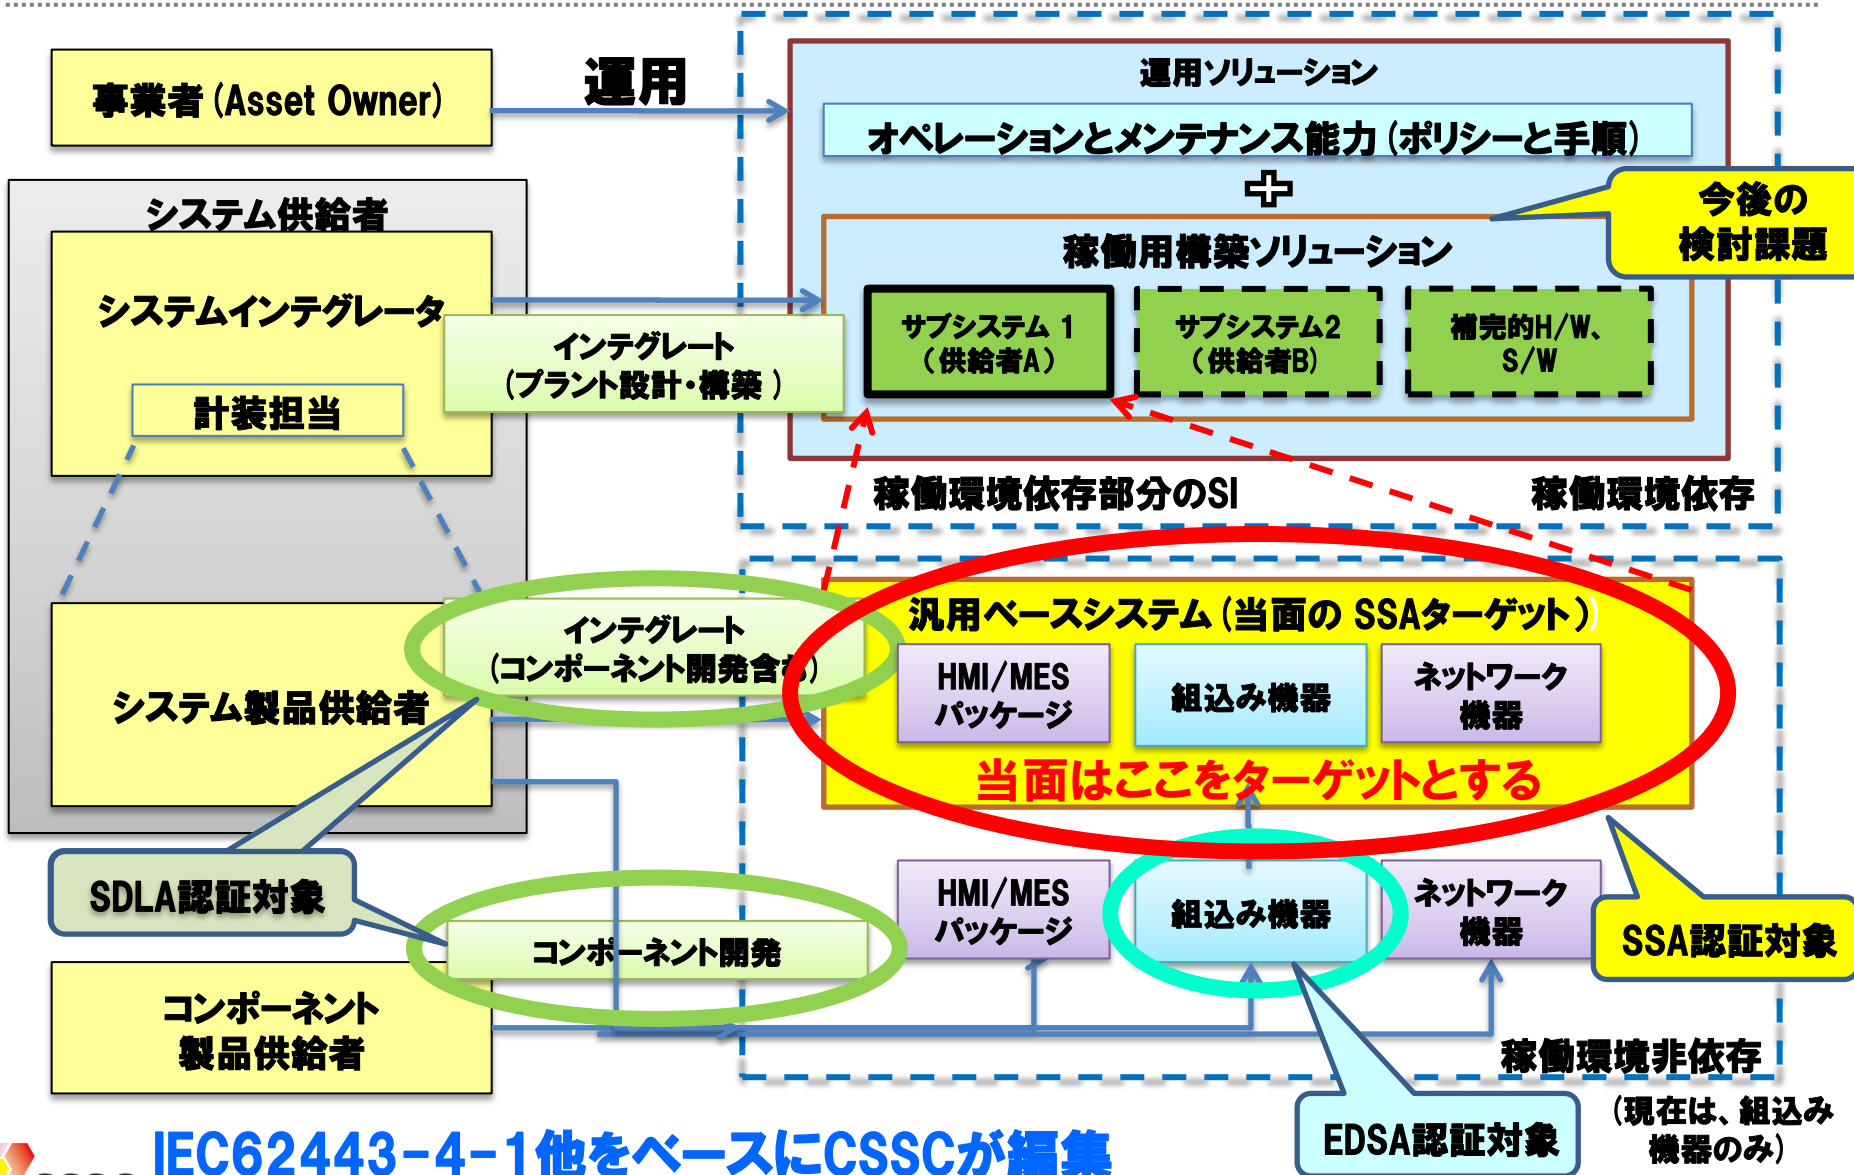 事業者(Asset Owner)
運用
運用ソリューション
オペレーションとメンテナンス能力(ポリシーと手順)
今後の
検討課題
システム供給者
稼働用構築ソリューション
システムインテグレータ
インテグレート
(プラント設計・構築 )
サブシステム 1
(供給者A)
サブシステム2
(供給者B)
補完的H/W、
S/W
計装担当
稼働環境依存部分のSI
稼働環境依存
インテグレート
(コンポーネント開発含む)
汎用ベースシステム(当面の SSAターゲット))
システム製品供給者
HMI/MES
パッケージ
組込み機器
ネットワーク
機器
当面はここをターゲットとする
SDLA認証対象
HMI/MES
パッケージ
組込み機器
ネットワーク
機器
SSA認証対象
コンポーネント開発
コンポーネント
製品供給者
稼働環境非依存
EDSA認証対象
(現在は、組込み
機器のみ)
IEC62443-4-1他をベースにCSSCが編集